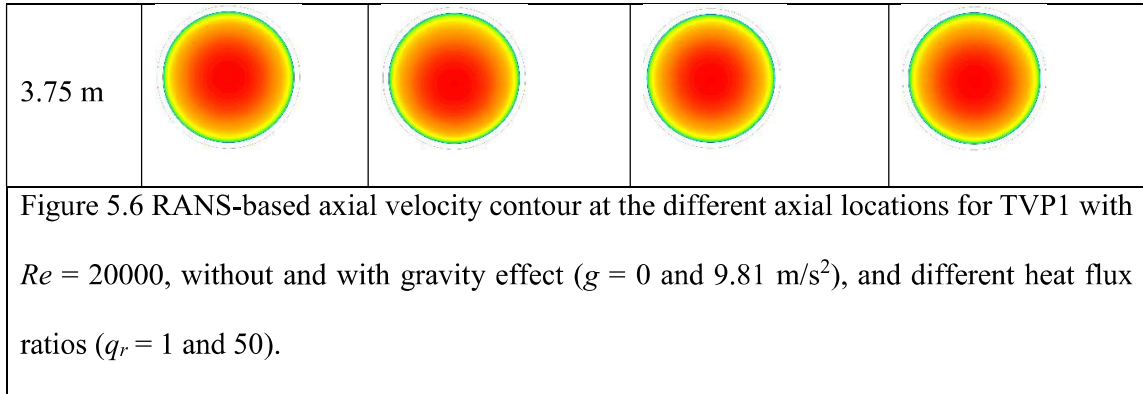 3.75 m
Figure 5.6 RANS-based axial velocity contour at the different axial locations for TVP1 with
Re = 20000, without and with gravity effect (g = 0 and 9.81 m/s²), and different heat flux
ratios (qᵣ = 1 and 50).